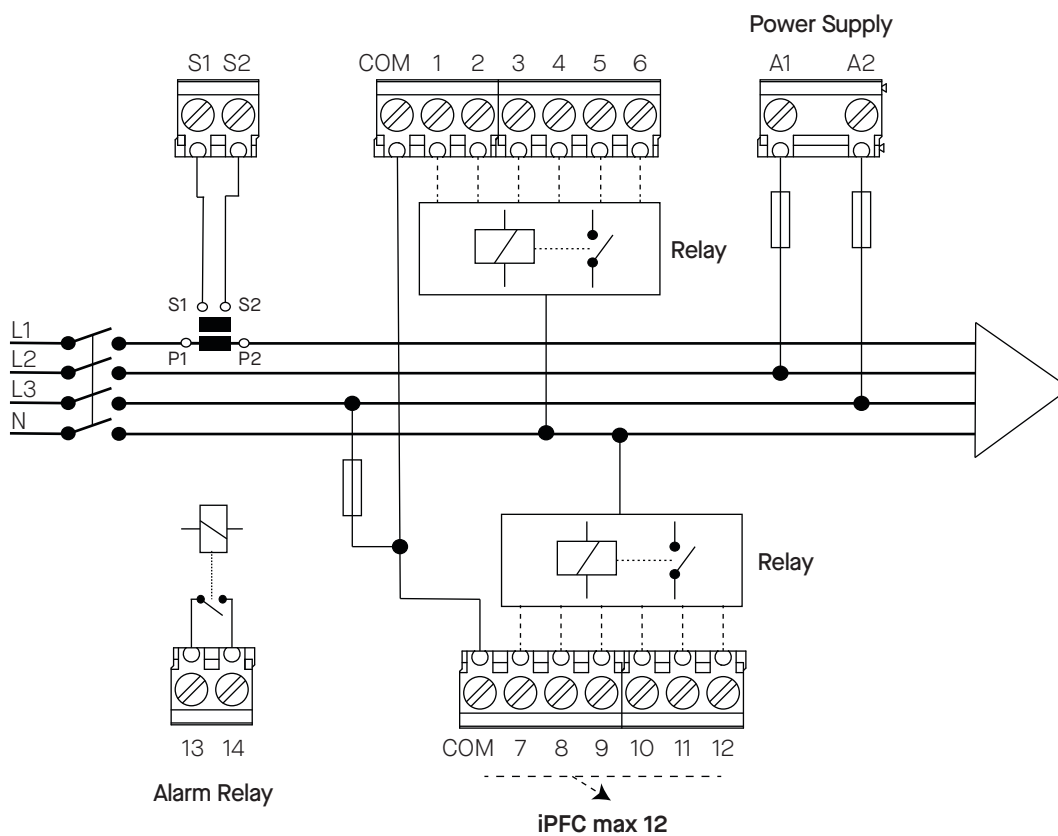 Power Supply
S1 S2
COM 1 2 3 4 5 6
A1 A2
Relay
S1 S2
L1
P1 P2
L2
L3
N
Relay
13 14
COM 7 8 9 10 11 12
Alarm Relay
iPFC max 12